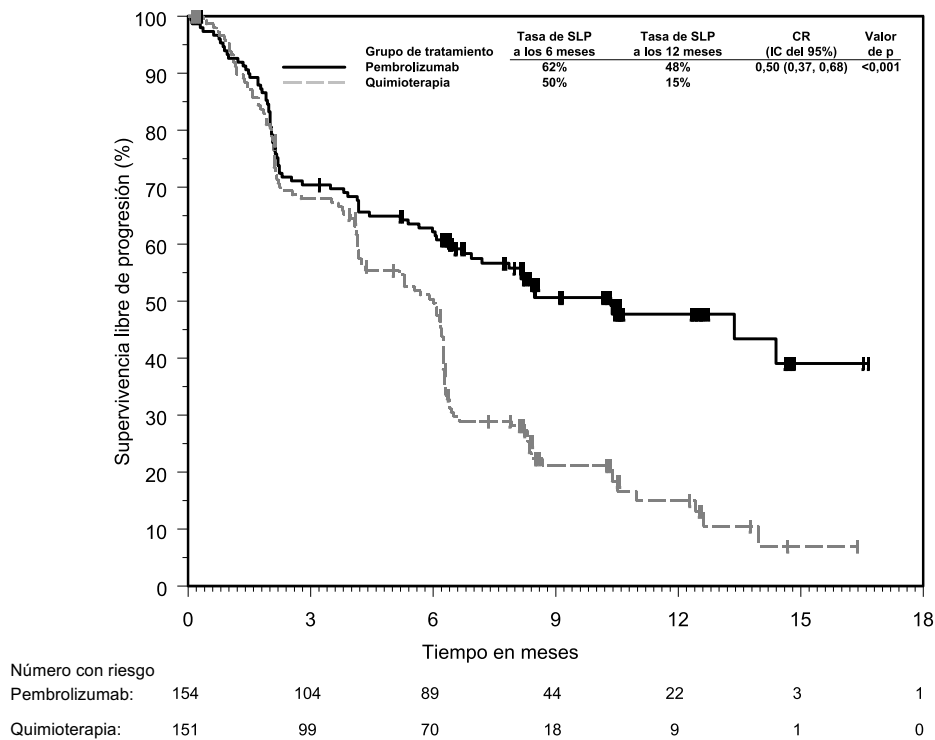 Tasa de SLP Tasa de SLP CR Valor
Grupo de tratamiento a los 6 meses a los 12 meses (IC del 95%) de p
Pembrolizumab 62% 48% 0,50 (0,37, 0,68) <0,001
Quimioterapia 50% 15%
Supervivencia libre de progresión (%)
100
90
80
70
60
50
40
30
20
10
0
0 3 6 9 12 15 18
Tiempo en meses
Número con riesgo
Pembrolizumab: 154 104 89 44 22 3 1
Quimioterapia: 151 99 70 18 9 1 0